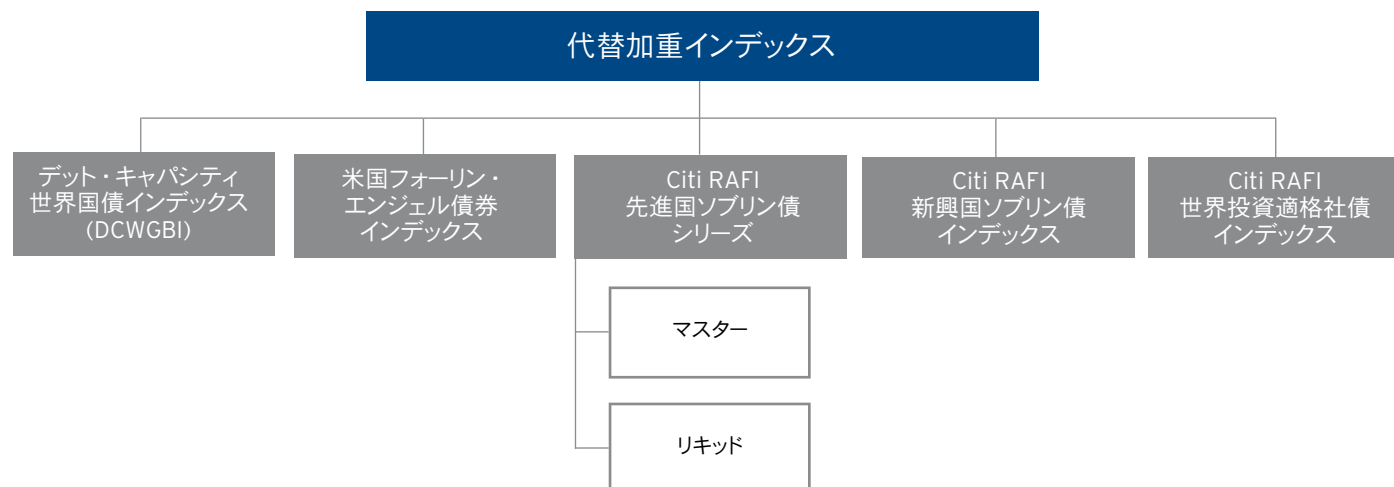 代替加重インデックス
デット・キャパシティ
世界国債インデックス
(DCWGBI)
米国フォーリン・
エンジェル債券
インデックス
Citi RAFI
先進国ソブリン債
シリーズ
Citi RAFI
新興国ソブリン債
インデックス
Citi RAFI
世界投資適格社債
インデックス
マスター
リキッド